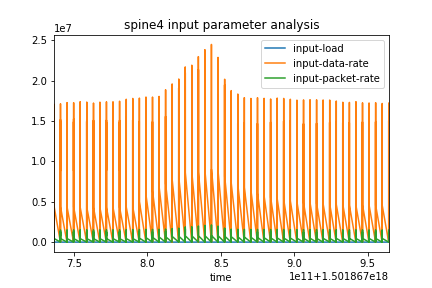 spine4 input parameter analysis
1e7
input-load
input-data-rate
input-packet-rate
2.5
2.0
1.5
1.0
0.5
0.0
7.5 8.0 8.5 9.0 9.5
time
1e11+1.501867e18